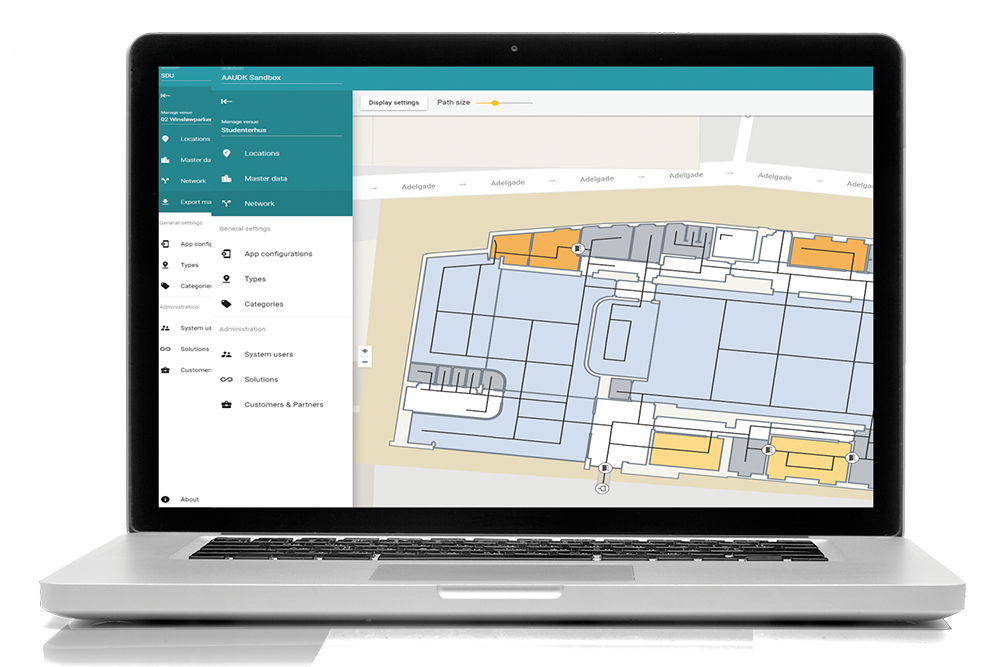 SDU
Manage venue
02 Winsløwparker
Locations
Master da
Network
Export ma
General settings
App config
Types
Categories
Administration
System us
Solutions
Customer
About
AAUDK Sandbox
Manage venue
Studenterhus
Locations
Master data
Network
General settings
App configurations
Types
Categories
Administration
System users
Solutions
Customers & Partners
Display settings
Path size
Adelgade
Adelgade
Adelgade
Adelgade
Adelgade
Adelgade
+
−